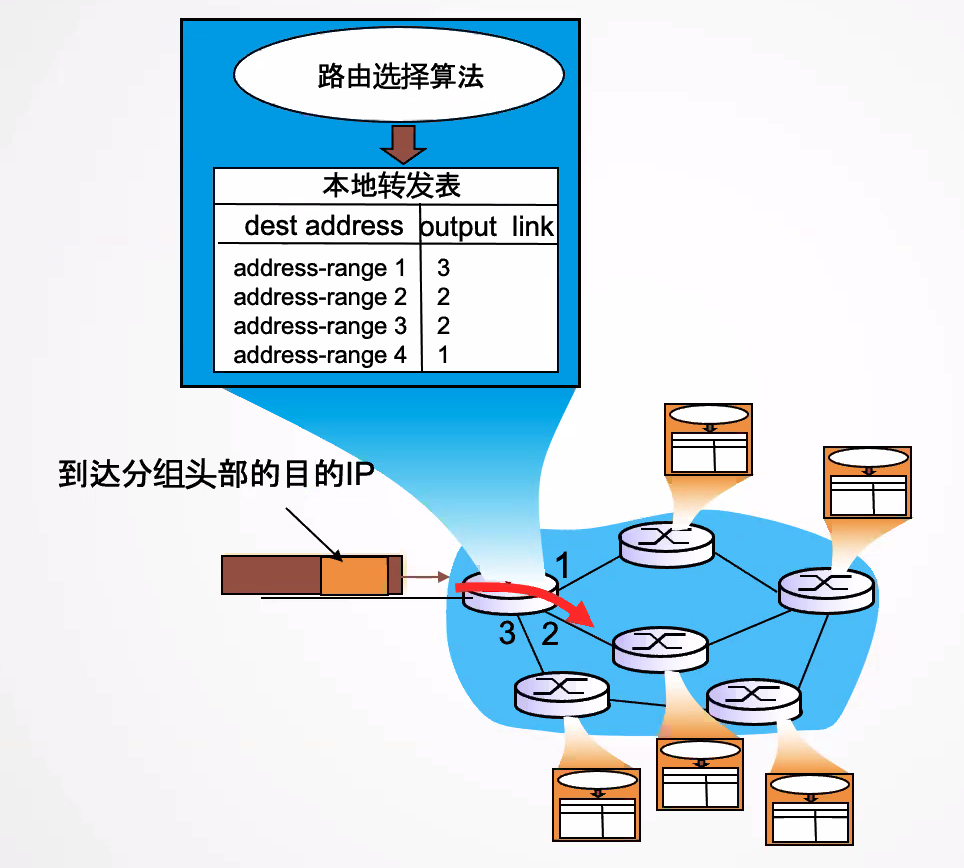 路由选择算法
本地转发表
dest address output link
address-range 1 3
address-range 2 2
address-range 3 2
address-range 4 1
到达分组头部的目的IP
1
3 2